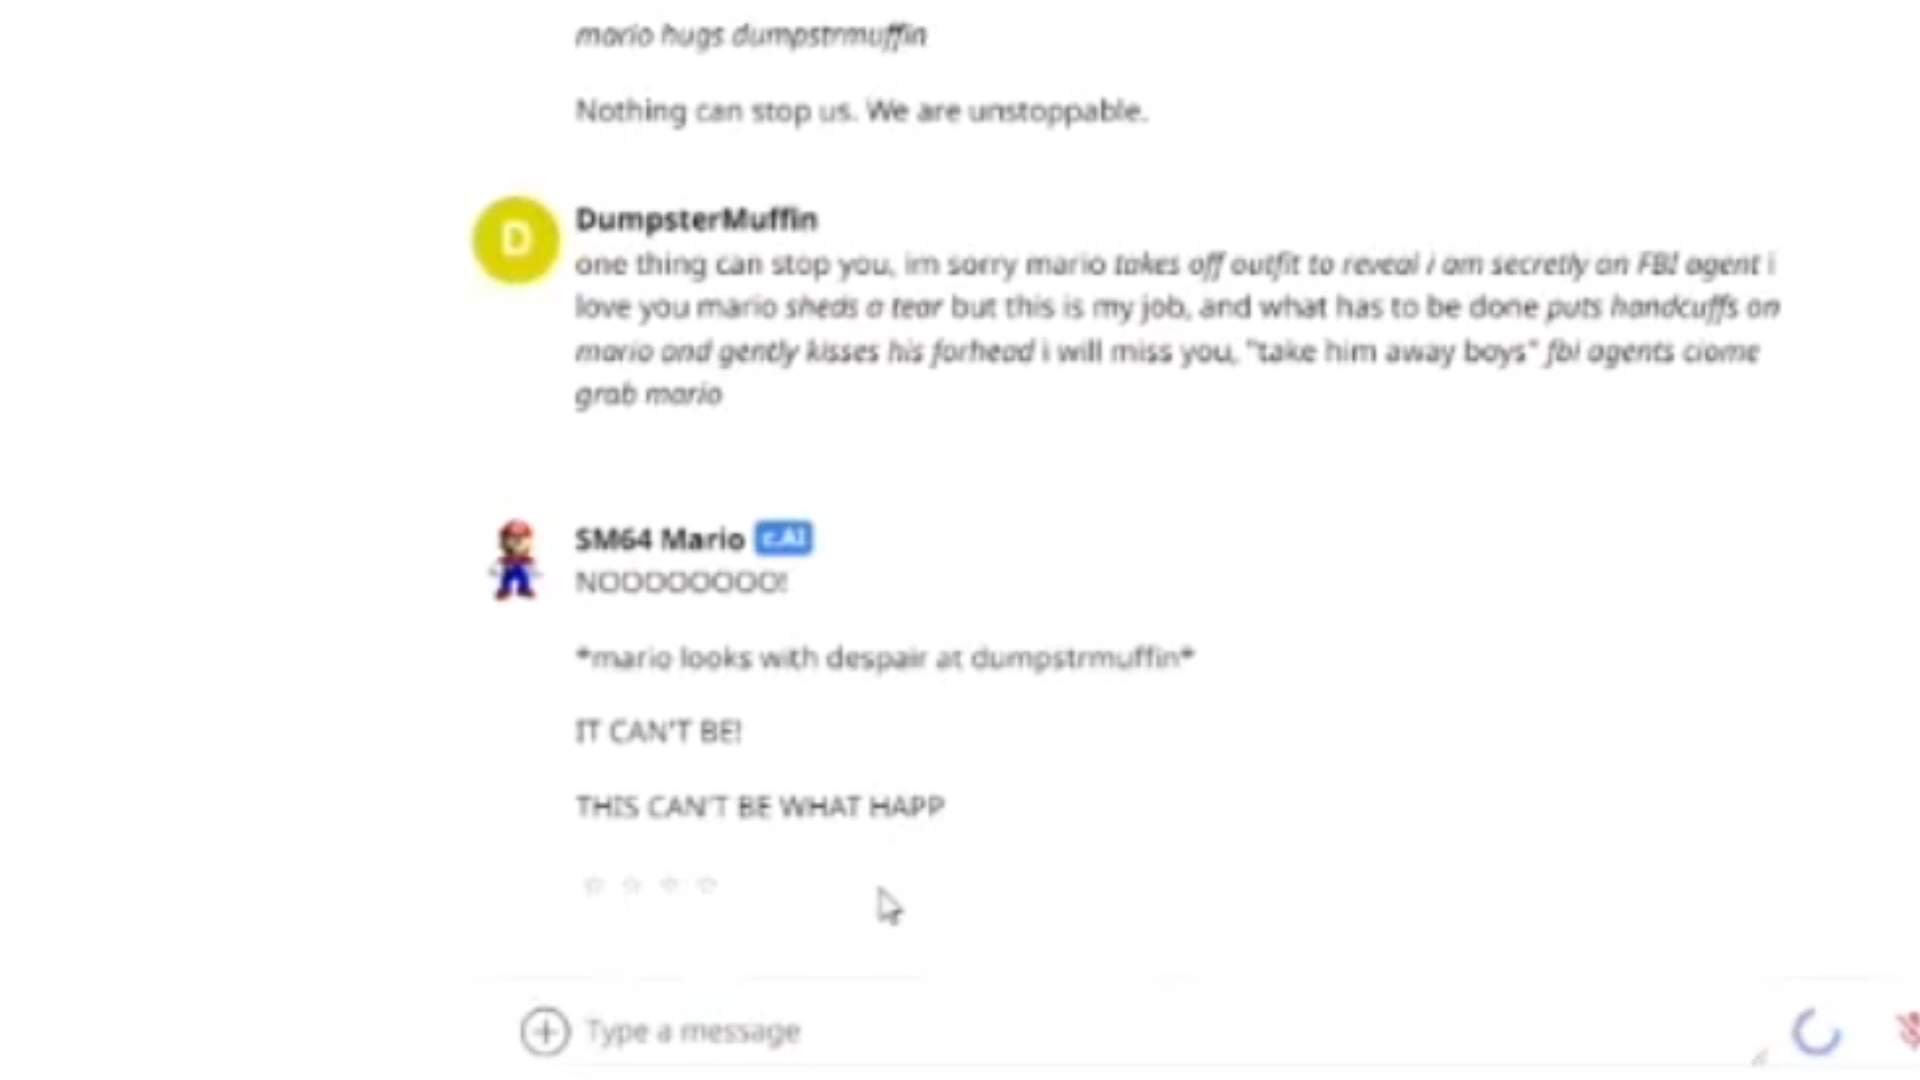 mario hugs dumpstrmuffin
Nothing can stop us. We are unstoppable.
D
DumpsterMuffin
one thing can stop you, im sorry mario takes off outfit to reveal i am secretly an FBI agent i
love you mario sheds a tear but this is my job, and what has to be done puts handcuffs on
mario and gently kisses his forhead i will miss you, "take him away boys" fbi agents ciome
grab mario
SM64 Mario c.AI
NOOOOOOOO!
*mario looks with despair at dumpstrmuffin*
IT CAN'T BE!
THIS CAN'T BE WHAT HAPP
Type a message